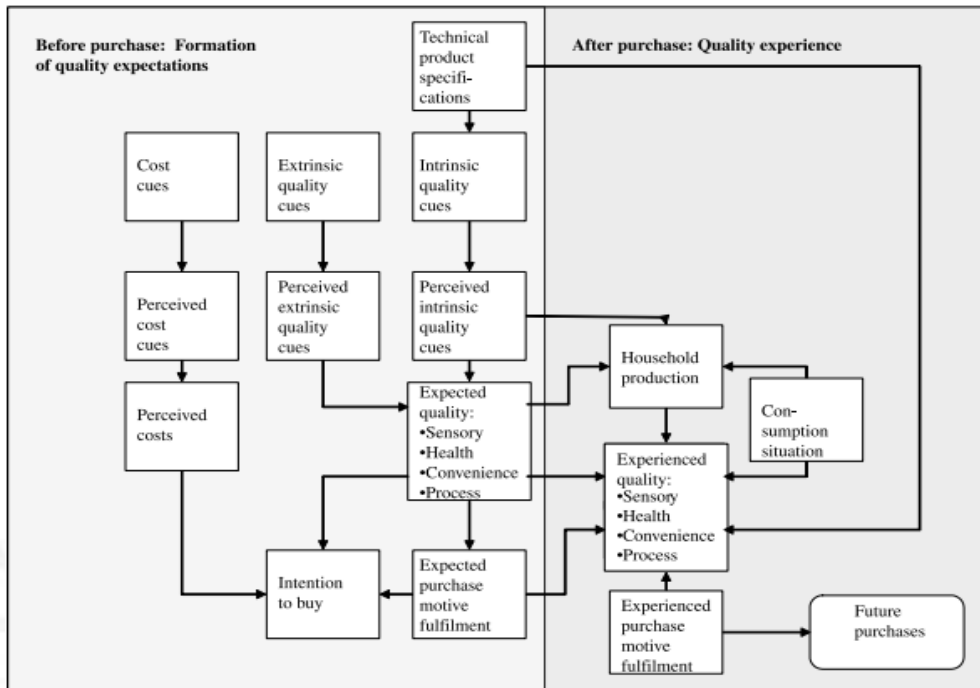 Before purchase: Formation
of quality expectations
After purchase: Quality experience
Technical
product
specifi-
cations
Cost
cues
Extrinsic
quality
cues
Intrinsic
quality
cues
Perceived
cost
cues
Perceived
extrinsic
quality
cues
Perceived
intrinsic
quality
cues
Household
production
Perceived
costs
Expected
quality:
•Sensory
•Health
•Convenience
•Process
Con-
sumption
situation
Experienced
quality:
•Sensory
•Health
•Convenience
•Process
Intention
to buy
Expected
purchase
motive
fulfilment
Experienced
purchase
motive
fulfilment
Future
purchases